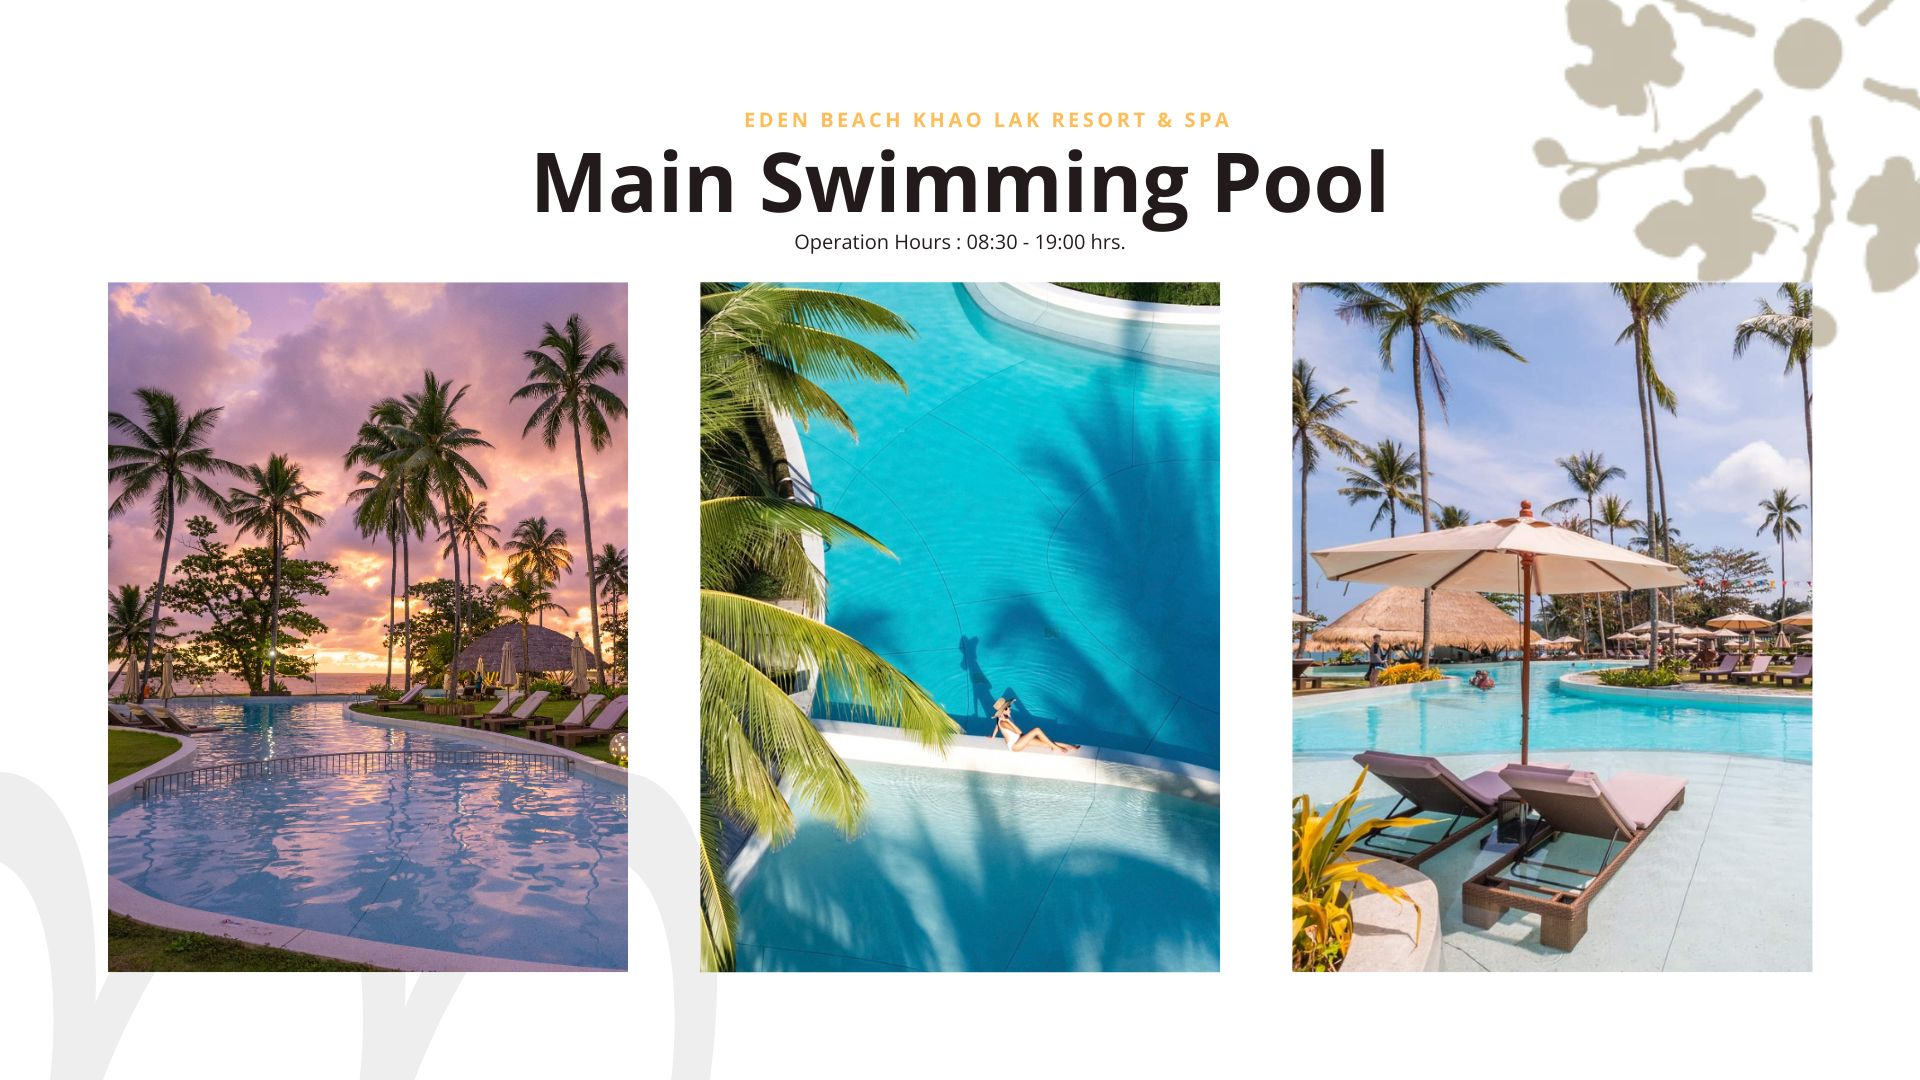 EDEN BEACH KHAO LAK RESORT & SPA
Main Swimming Pool
Operation Hours : 08:30 - 19:00 hrs.